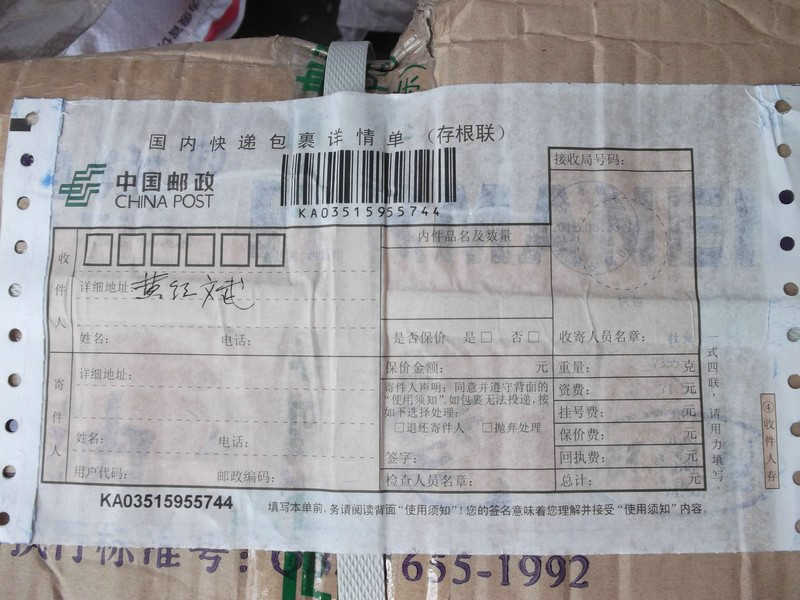 国内快递包裹详情单 (存根联)
中国邮政
CHINA POST
KA03515955744
接收局号码:
收件人
详细地址:
姓名: 电话:
内件品名及数量
是否保价 是□ 否□
收寄人员名章:
寄件人
详细地址:
姓名: 电话:
用户代码: 邮政编码:
保价金额: 元
寄件人声明: 同意并遵守背面的
“使用须知”. 如包裹无法投递, 按
如下选择处理:
□退还寄件人 □抛弃处理
签字:
检查人员名章:
重量: 克
资费: 元
挂号费: 元
保价费: 元
回执费: 元
总计: 元
一式四联, 请用力填写.
④收件人存
KA03515955744
填写本单前, 务请阅读背面“使用须知”! 您的签名意味着您理解并接受“使用须知”内容.
执行标准号:
655-1992